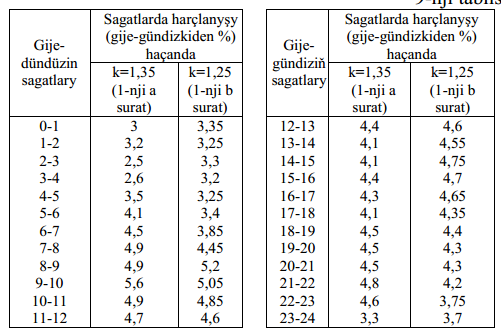 9-njy tablis
Gije-
dündüzin
sagatlary
Sagatlarda harçlanyşy
(gije-gündizkiden %)
haçanda
k=1,35
(1-nji a
surat)
k=1,25
(1-nji b
surat)
0-1 3 3,35
1-2 3,2 3,25
2-3 2,5 3,3
3-4 2,6 3,2
4-5 3,5 3,25
5-6 4,1 3,4
6-7 4,5 3,85
7-8 4,9 4,45
8-9 4,9 5,2
9-10 5,6 5,05
10-11 4,9 4,85
11-12 4,7 4,6
Gije-
gündiziň
sagatlary
Sagatlarda harçlanyşy
(gije-gündizkiden %)
haçanda
k=1,35
(1-nji a
surat)
k=1,25
(1-nji b
surat)
12-13 4,4 4,6
13-14 4,1 4,55
14-15 4,1 4,75
15-16 4,4 4,7
16-17 4,3 4,65
17-18 4,1 4,35
18-19 4,5 4,4
19-20 4,5 4,3
20-21 4,5 4,3
21-22 4,8 4,2
22-23 4,6 3,75
23-24 3,3 3,7